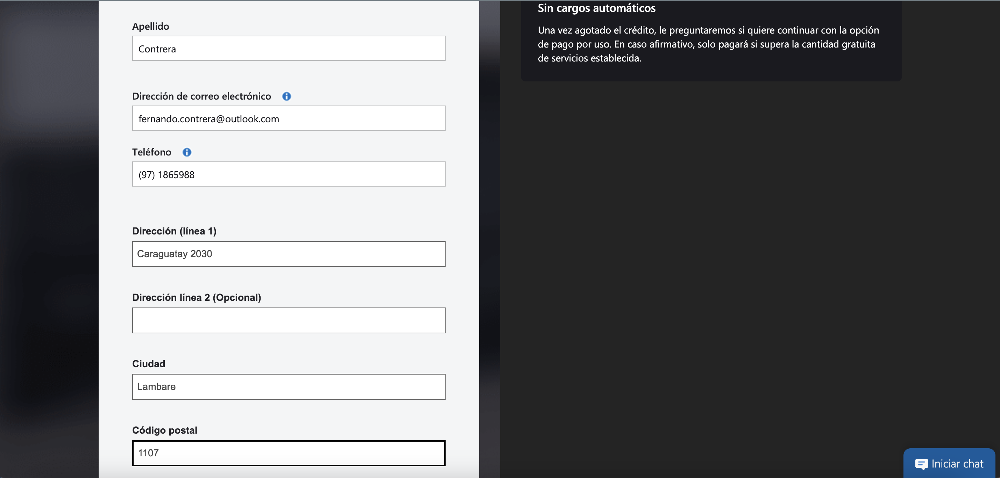 Apellido
Contrera
Dirección de correo electrónico
fernando.contrera@outlook.com
Teléfono
(97) 1865988
Dirección (línea 1)
Caraguatay 2030
Dirección línea 2 (Opcional)
Ciudad
Lambare
Código postal
1107
Sin cargos automáticos
Una vez agotado el crédito, le preguntaremos si quiere continuar con la opción
de pago por uso. En caso afirmativo, solo pagará si supera la cantidad gratuita
de servicios establecida.
Iniciar chat